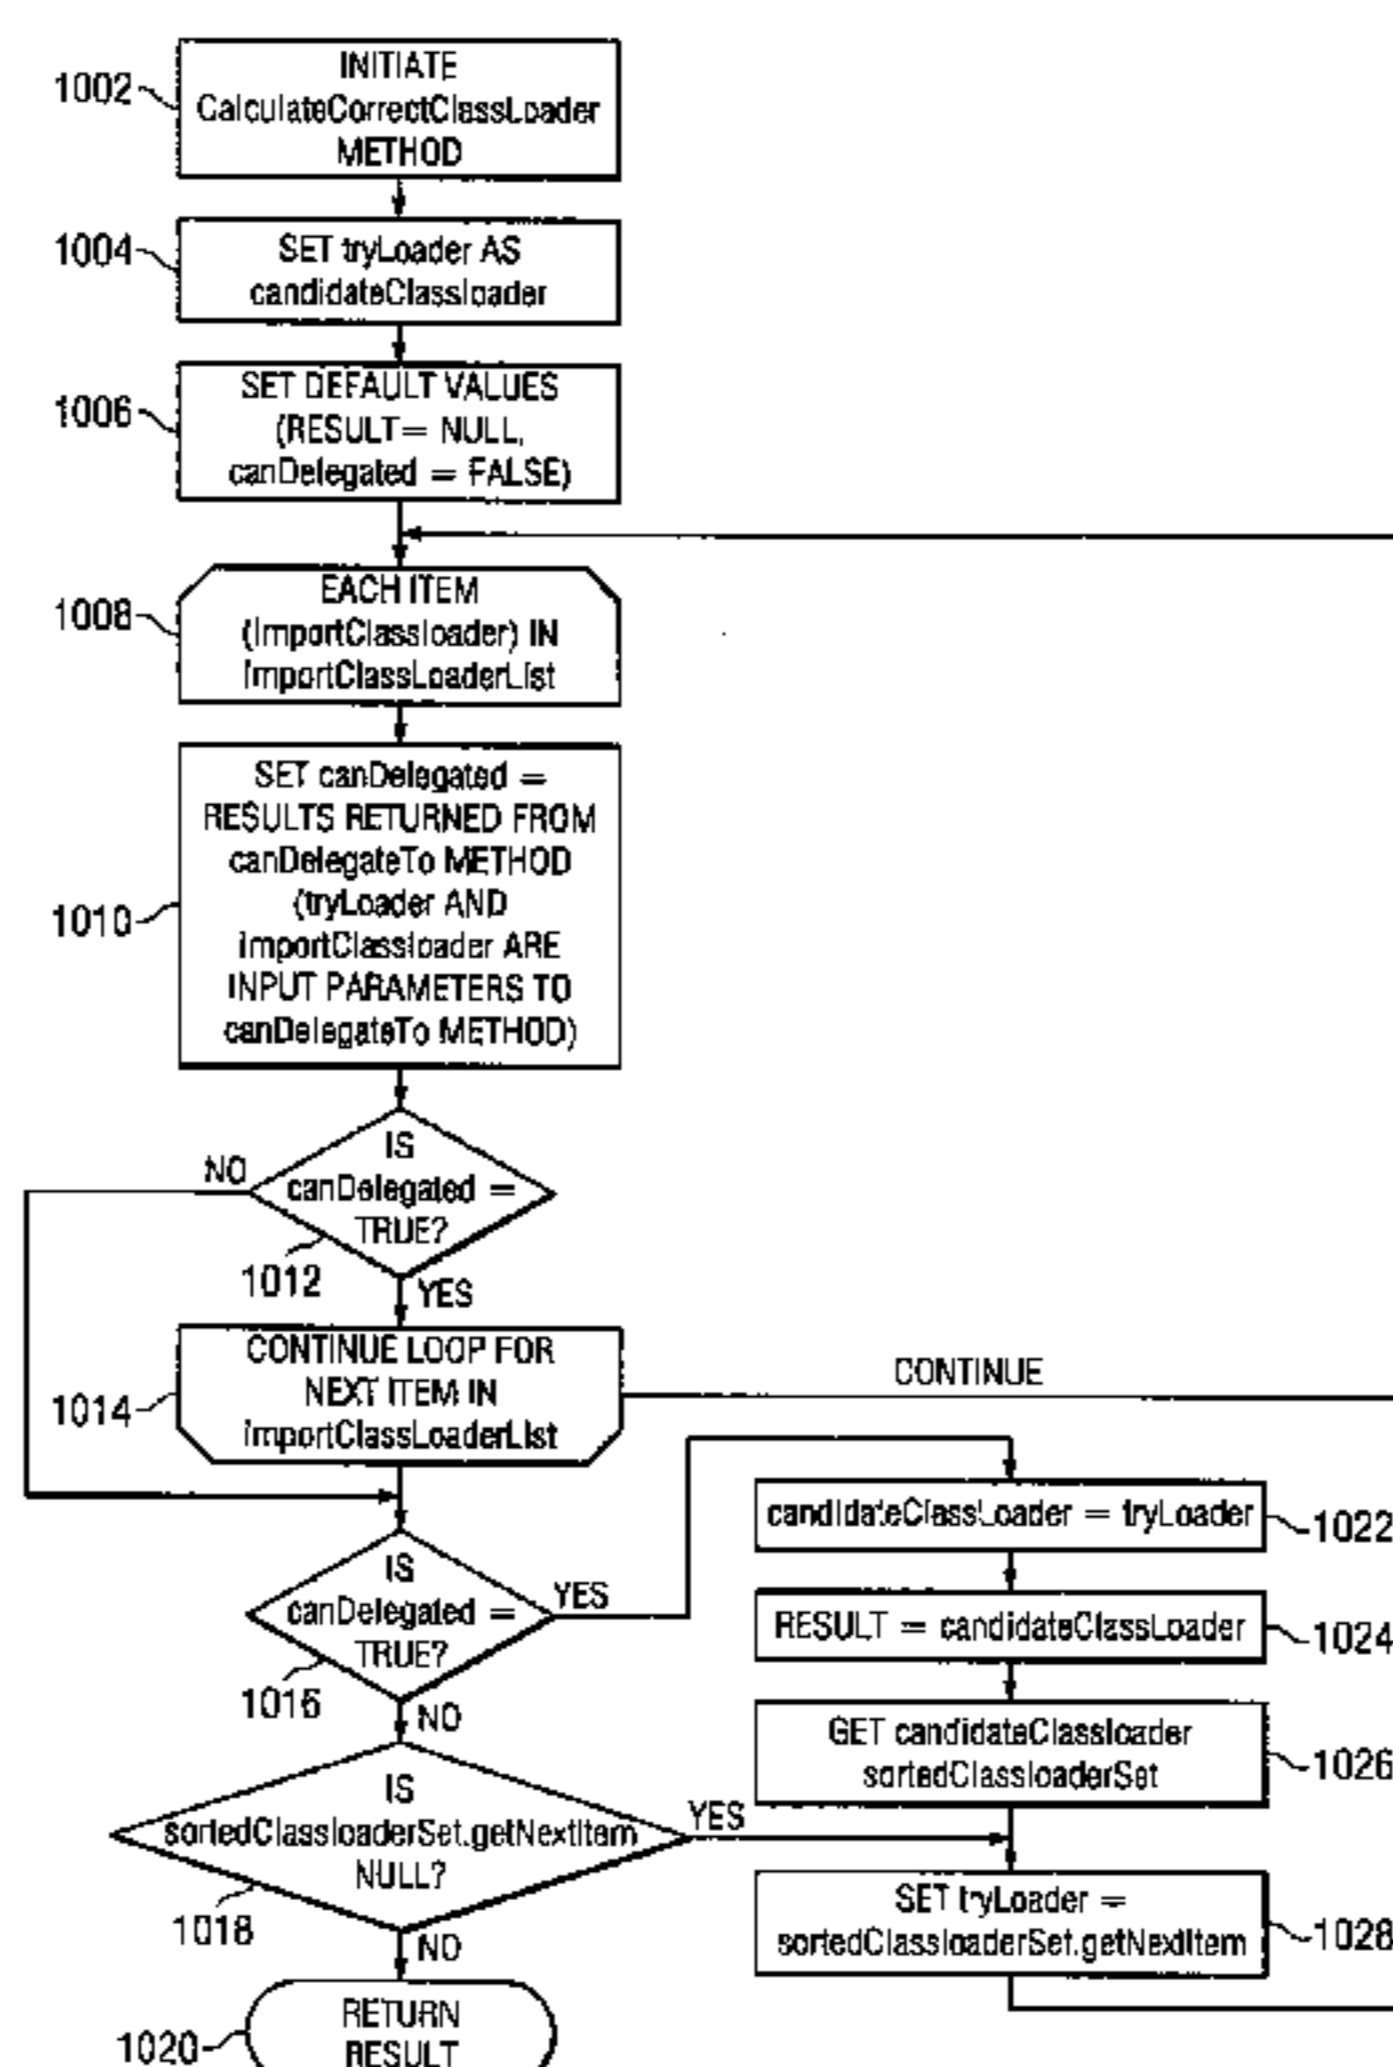 1002
INITIATE
CalculateCorrectClassLoader
METHOD
1004
SET tryLoader AS
candidateClassloader
1006
SET DEFAULT VALUES
(RESULT = NULL,
canDelegated = FALSE)
1008
EACH ITEM
(importClassloader) IN
importClassLoaderList
1010
SET canDelegated =
RESULTS RETURNED FROM
canDelegateTo METHOD
(tryLoader AND
importClassloader ARE
INPUT PARAMETERS TO
canDelegateTo METHOD)
NO
IS
canDelegated =
TRUE?
1012
YES
1014
CONTINUE LOOP FOR
NEXT ITEM IN
importClassLoaderList
CONTINUE
IS
canDelegated =
TRUE?
1016
YES
NO
candidateClassLoader = tryLoader
1022
RESULT = candidateClassLoader
1024
GET candidateClassloader
sortedClassloaderSet
1026
IS
sortedClassloaderSet.getNextItem
NULL?
1018
YES
NO
SET tryLoader =
sortedClassloaderSet.getNextItem
1028
1020
RETURN
RESULT